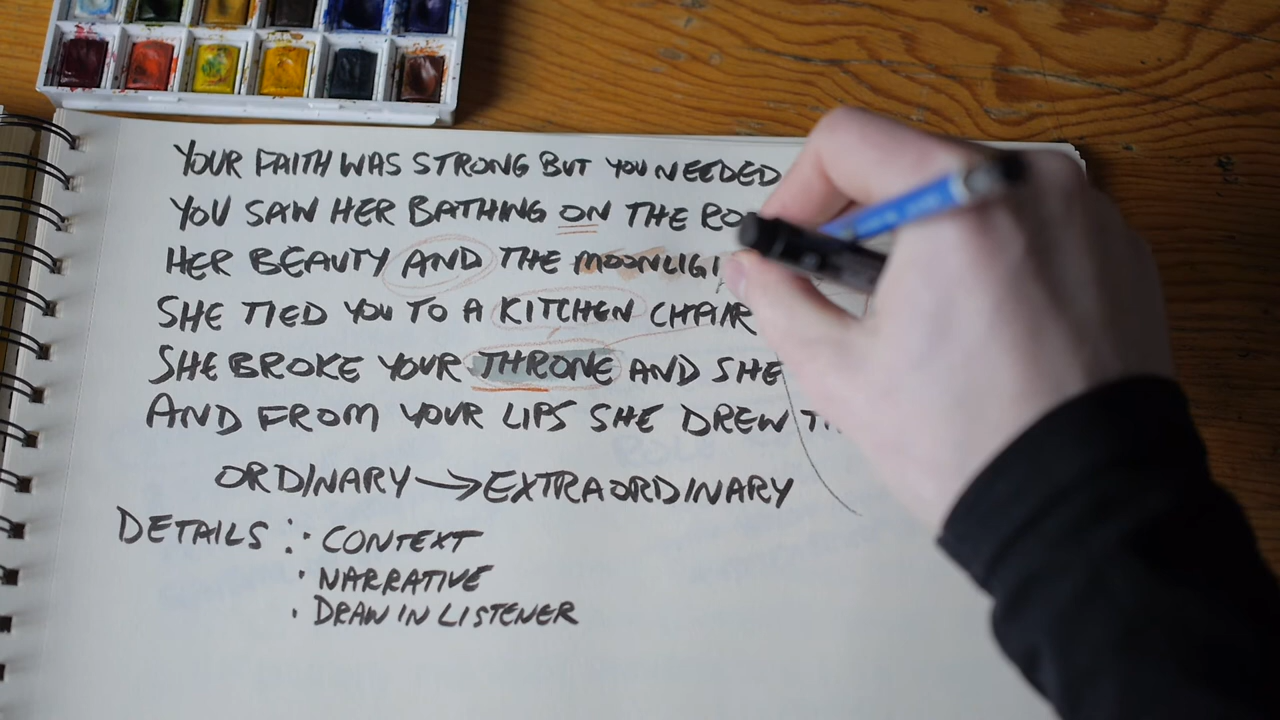 YOUR FAITH WAS STRONG BUT YOU NEEDED
YOU SAW HER BATHING ON THE
HER BEAUTY AND THE
SHE TIED YOU TO A KITCHEN CHAIR
SHE BROKE YOUR THRONE AND SHE
AND FROM YOUR LIPS SHE DREW
ORDINARY → EXTRAORDINARY
DETAILS : • CONTEXT
• NARRATIVE
• DRAW IN LISTENER